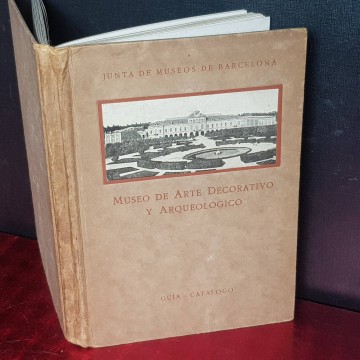 JUNTA DE MUSEOS DE BARCELONA
MUSEO DE ARTE DECORATIVO
Y ARQUEOLOGICO
GUIA - CATALOGO